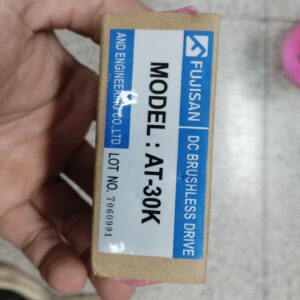 FUJISAN DC BRUSHLESS DRIVE
MODEL : AT-30K
AND ENGINEERING CO.,LTD. LOT NO. 7060991